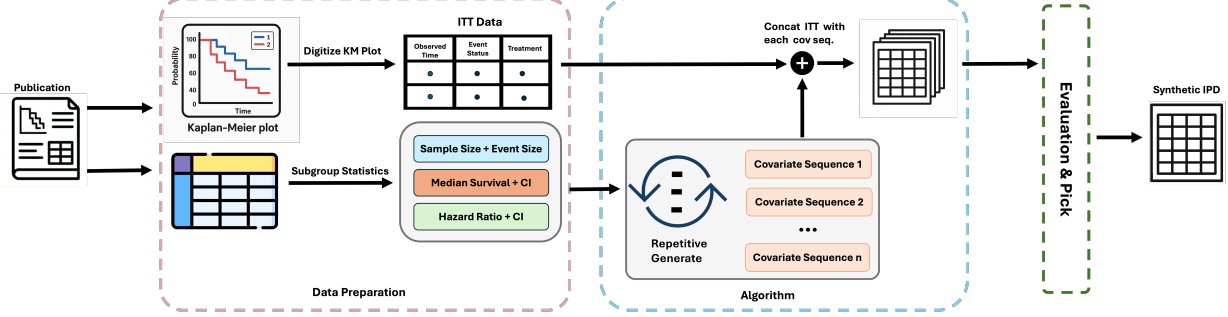 Publication
Probability
100
80
60
40
0
1
2
Time
Kaplan-Meier plot
Digitize KM Plot
ITT Data
Observed
Time
Event
Status
Treatment
Subgroup Statistics
Sample Size + Event Size
Median Survival + CI
Hazard Ratio + CI
Data Preparation
Concat ITT with
each cov seq.
Repetitive
Generate
Covariate Sequence 1
Covariate Sequence 2
...
Covariate Sequence n
Algorithm
Evaluation & Pick
Synthetic IPD